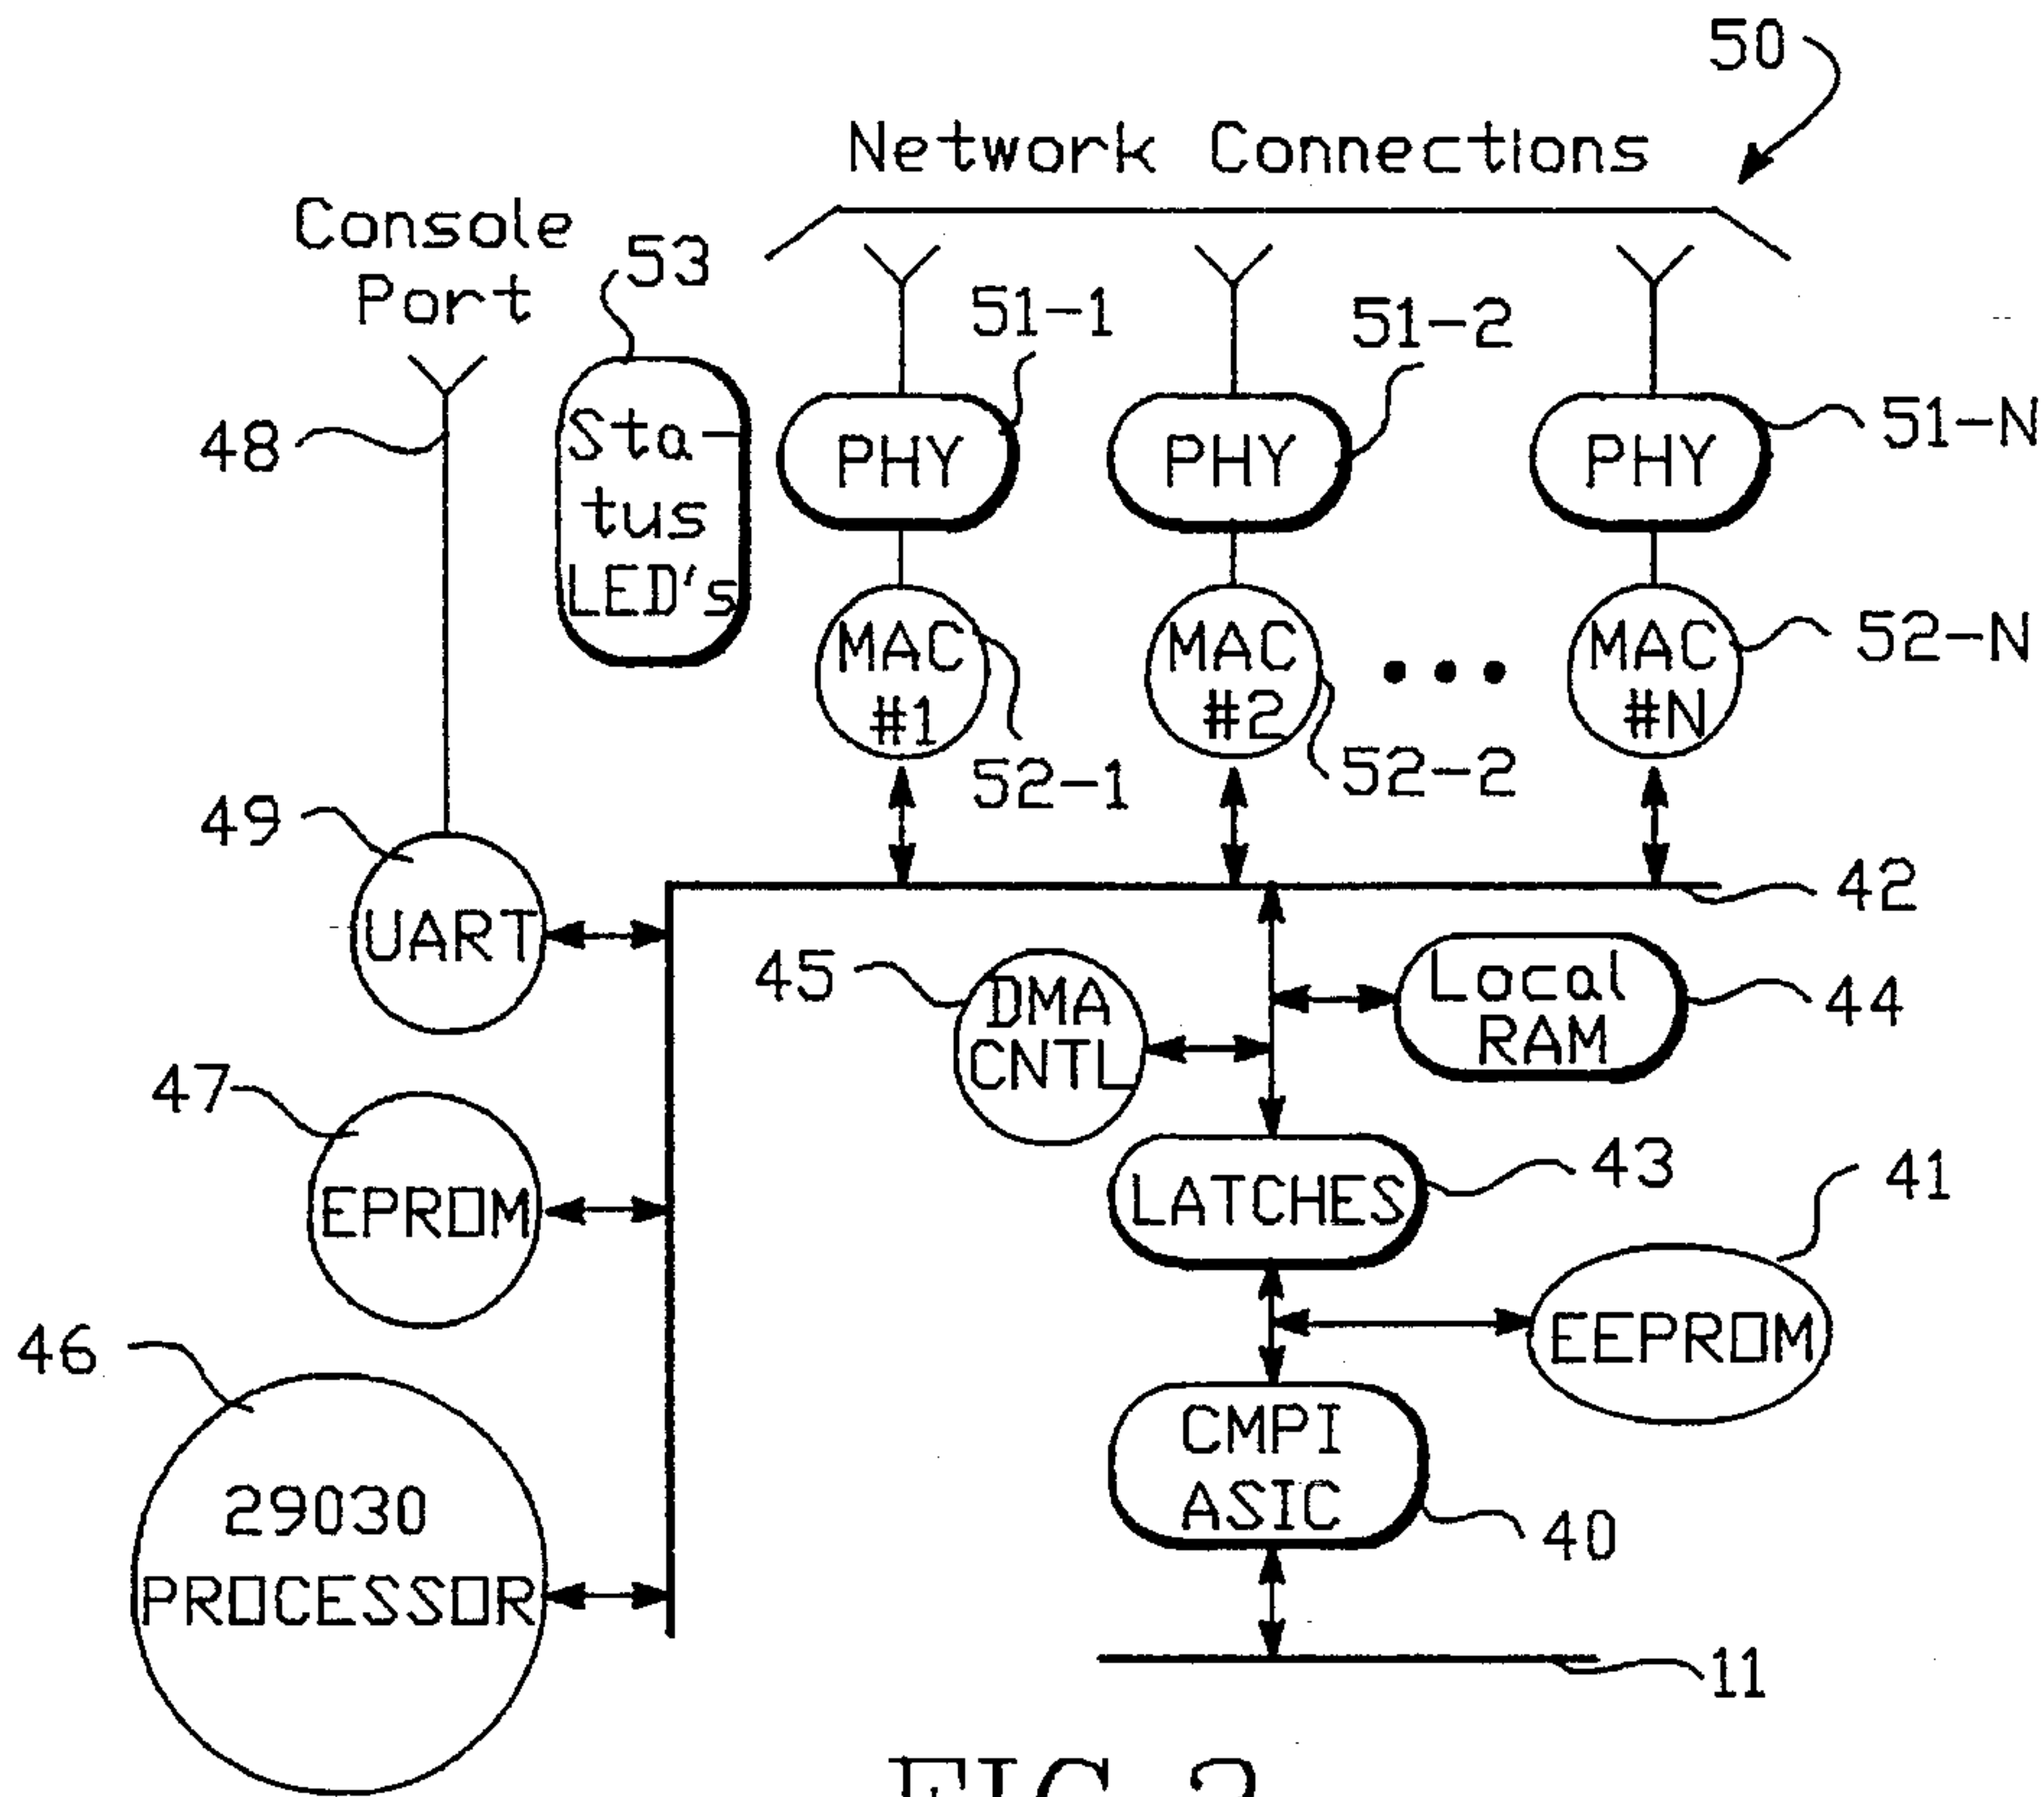 50
Network Connections
Console
Port
53
51-1
51-2
51-N
48
Sta-
tus
LED's
PHY
PHY
PHY
MAC
#1
MAC
#2
MAC
#N
52-N
52-1
52-2
49
42
UART
45
DMA
CNTL
Local
RAM
44
47
EPROM
LATCHES
43
41
EEPROM
46
CMPI
ASIC
40
29030
PROCESSOR
11